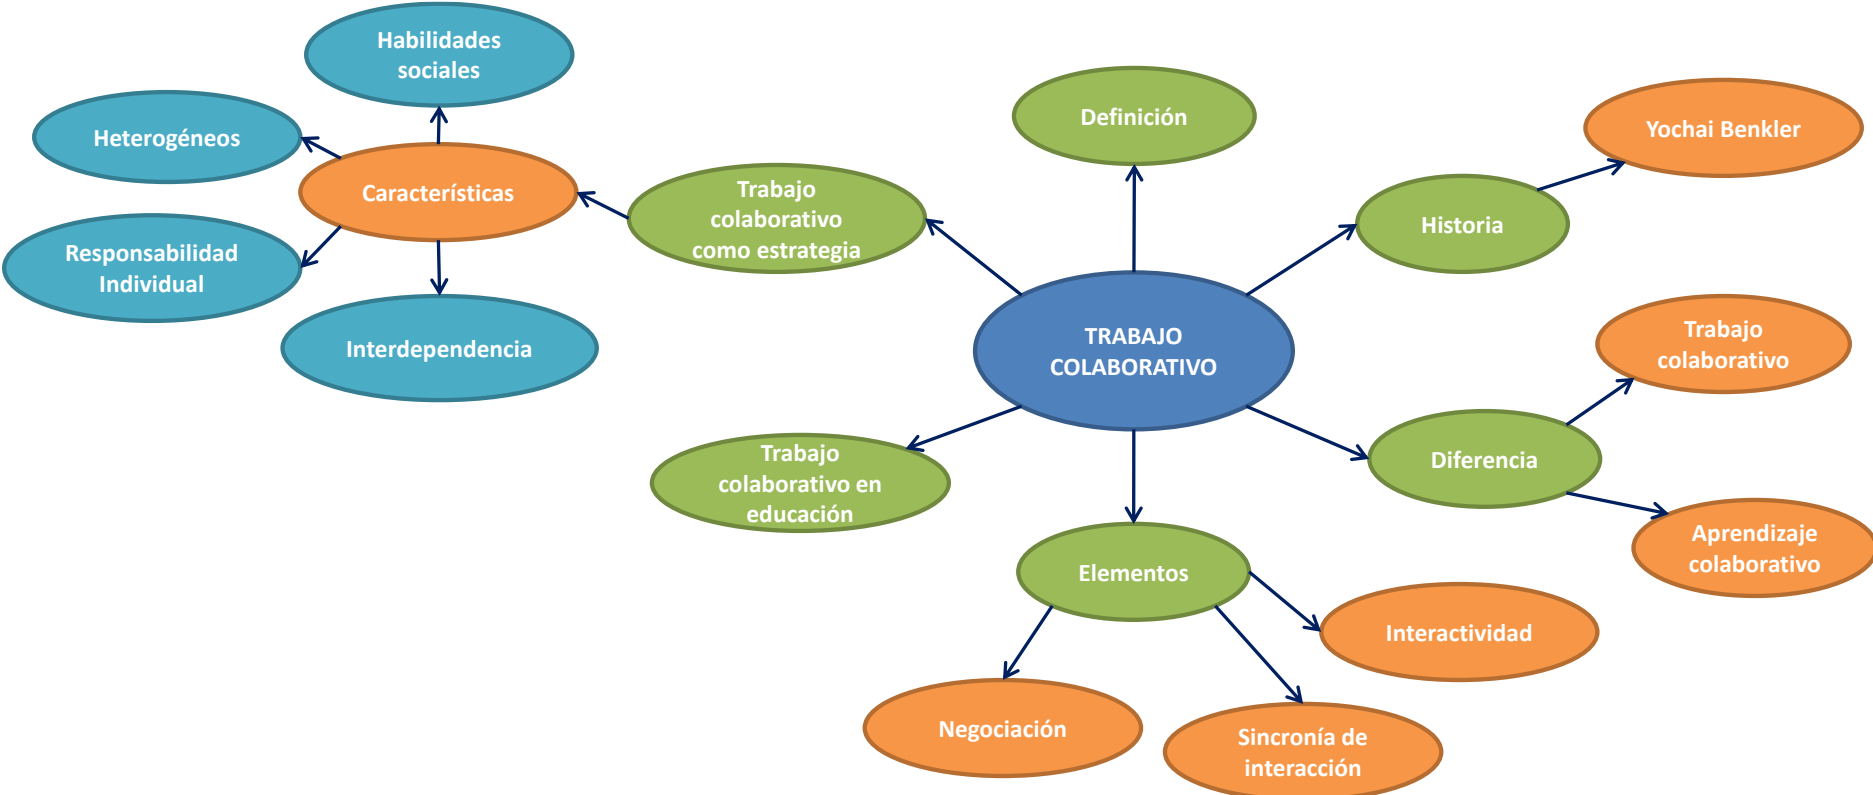 Habilidades
sociales
Heterogéneos
Características
Responsabilidad
Individual
Interdependencia
Trabajo
colaborativo
como estrategia
Definición
Yochai Benkler
Historia
TRABAJO
COLABORATIVO
Trabajo
colaborativo
Diferencia
Aprendizaje
colaborativo
Trabajo
colaborativo en
educación
Elementos
Interactividad
Negociación
Sincronía de
interacción